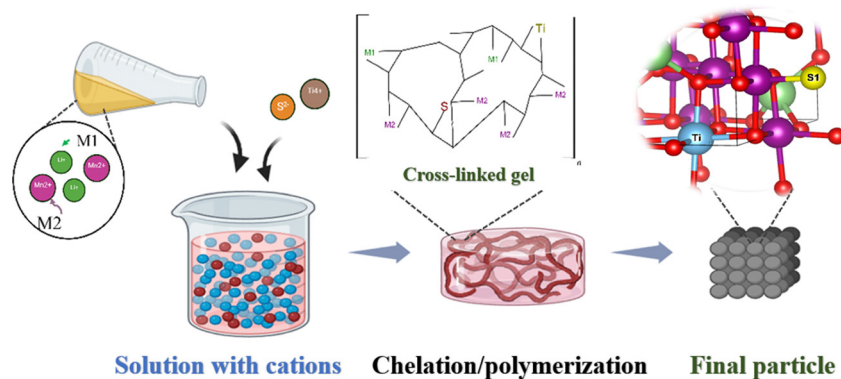 M1
Li+
Mn2+
Li+
Mn2+
M2
S²⁻
Ti4+
Ti
M1
M1
S
M2
M2
M2
M2
Cross-linked gel
S1
Ti
Solution with cations
Chelation/polymerization
Final particle